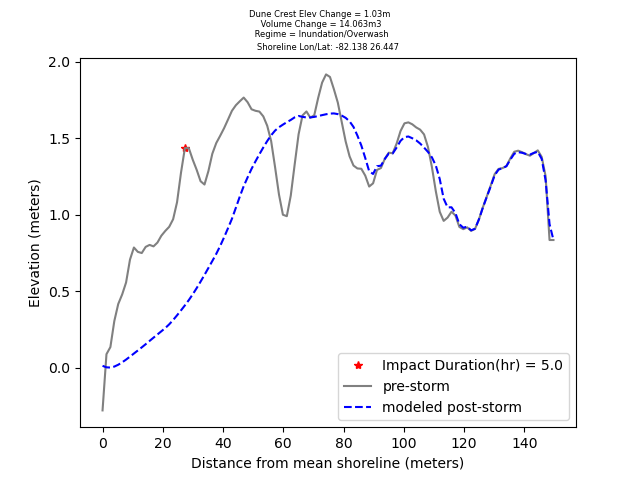 Dune Crest Elev Change = 1.03m
Volume Change = 14.063m3
Regime = Inundation/Overwash
Shoreline Lon/Lat: -82.138 26.447
2.0
1.5
1.0
0.5
0.0
Elevation (meters)
Impact Duration(hr) = 5.0
pre-storm
modeled post-storm
0 20 40 60 80 100 120 140
Distance from mean shoreline (meters)